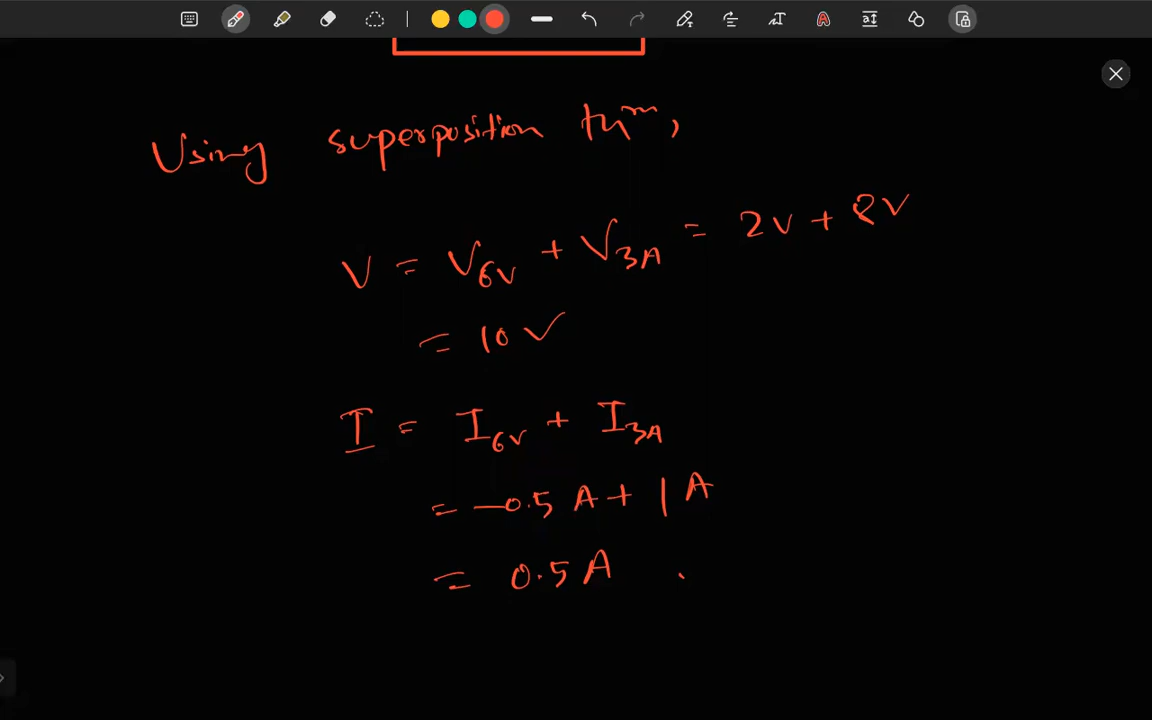 Using superposition thm,
V = V6V + V3A = 2V + 8V
= 10V
I = I6V + I3A
= -0.5 A + 1 A
= 0.5 A .